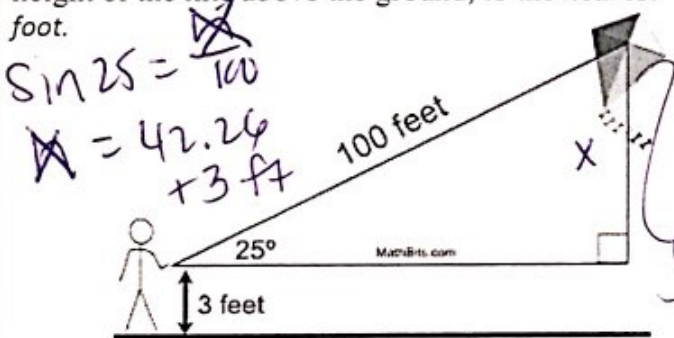 foot.
Sin 25 = x/100
x = 42.26
+3 ft
100 feet
x
25°
MathBits.com
3 feet